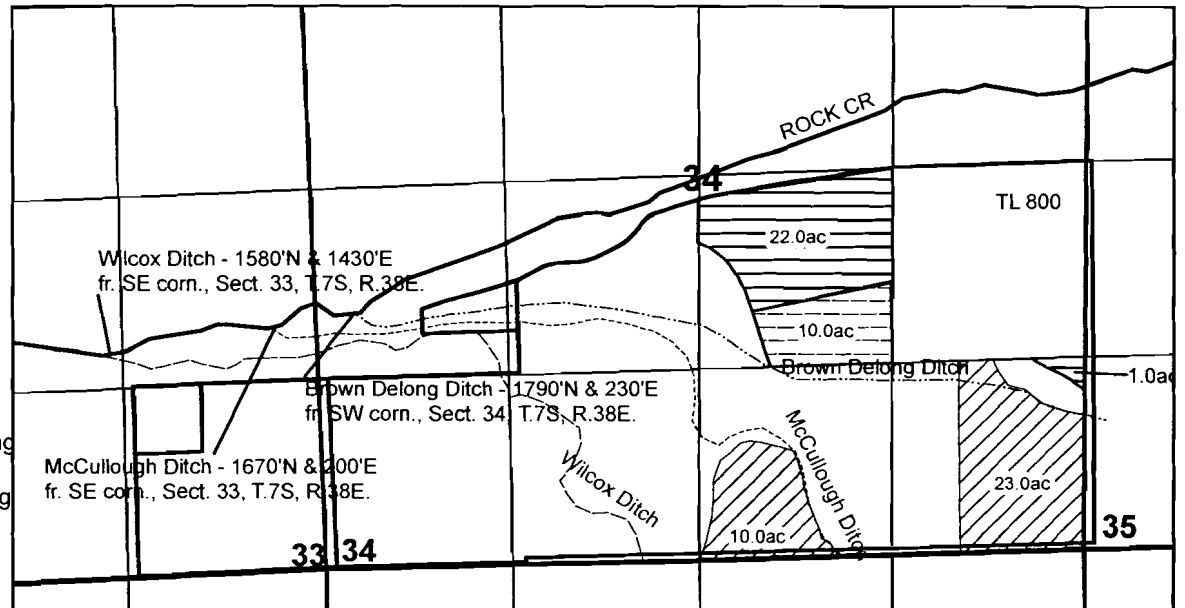 ROCK CR
34
TL 800
22.0ac
Wilcox Ditch - 1580'N & 1430'E
fr. SE corn., Sect. 33, T.7S, R.38E.
10.0ac
Brown Delong Ditch
1.0ac
Brown Delong Ditch - 1790'N & 230'E
fr. SW corn., Sect. 34, T.7S, R.38E.
McCullough Ditch
McCullough Ditch - 1670'N & 200'E
fr. SE corn., Sect. 33, T.7S, R.38E.
Wilcox Ditch
23.0ac
10.0ac
35
33 34